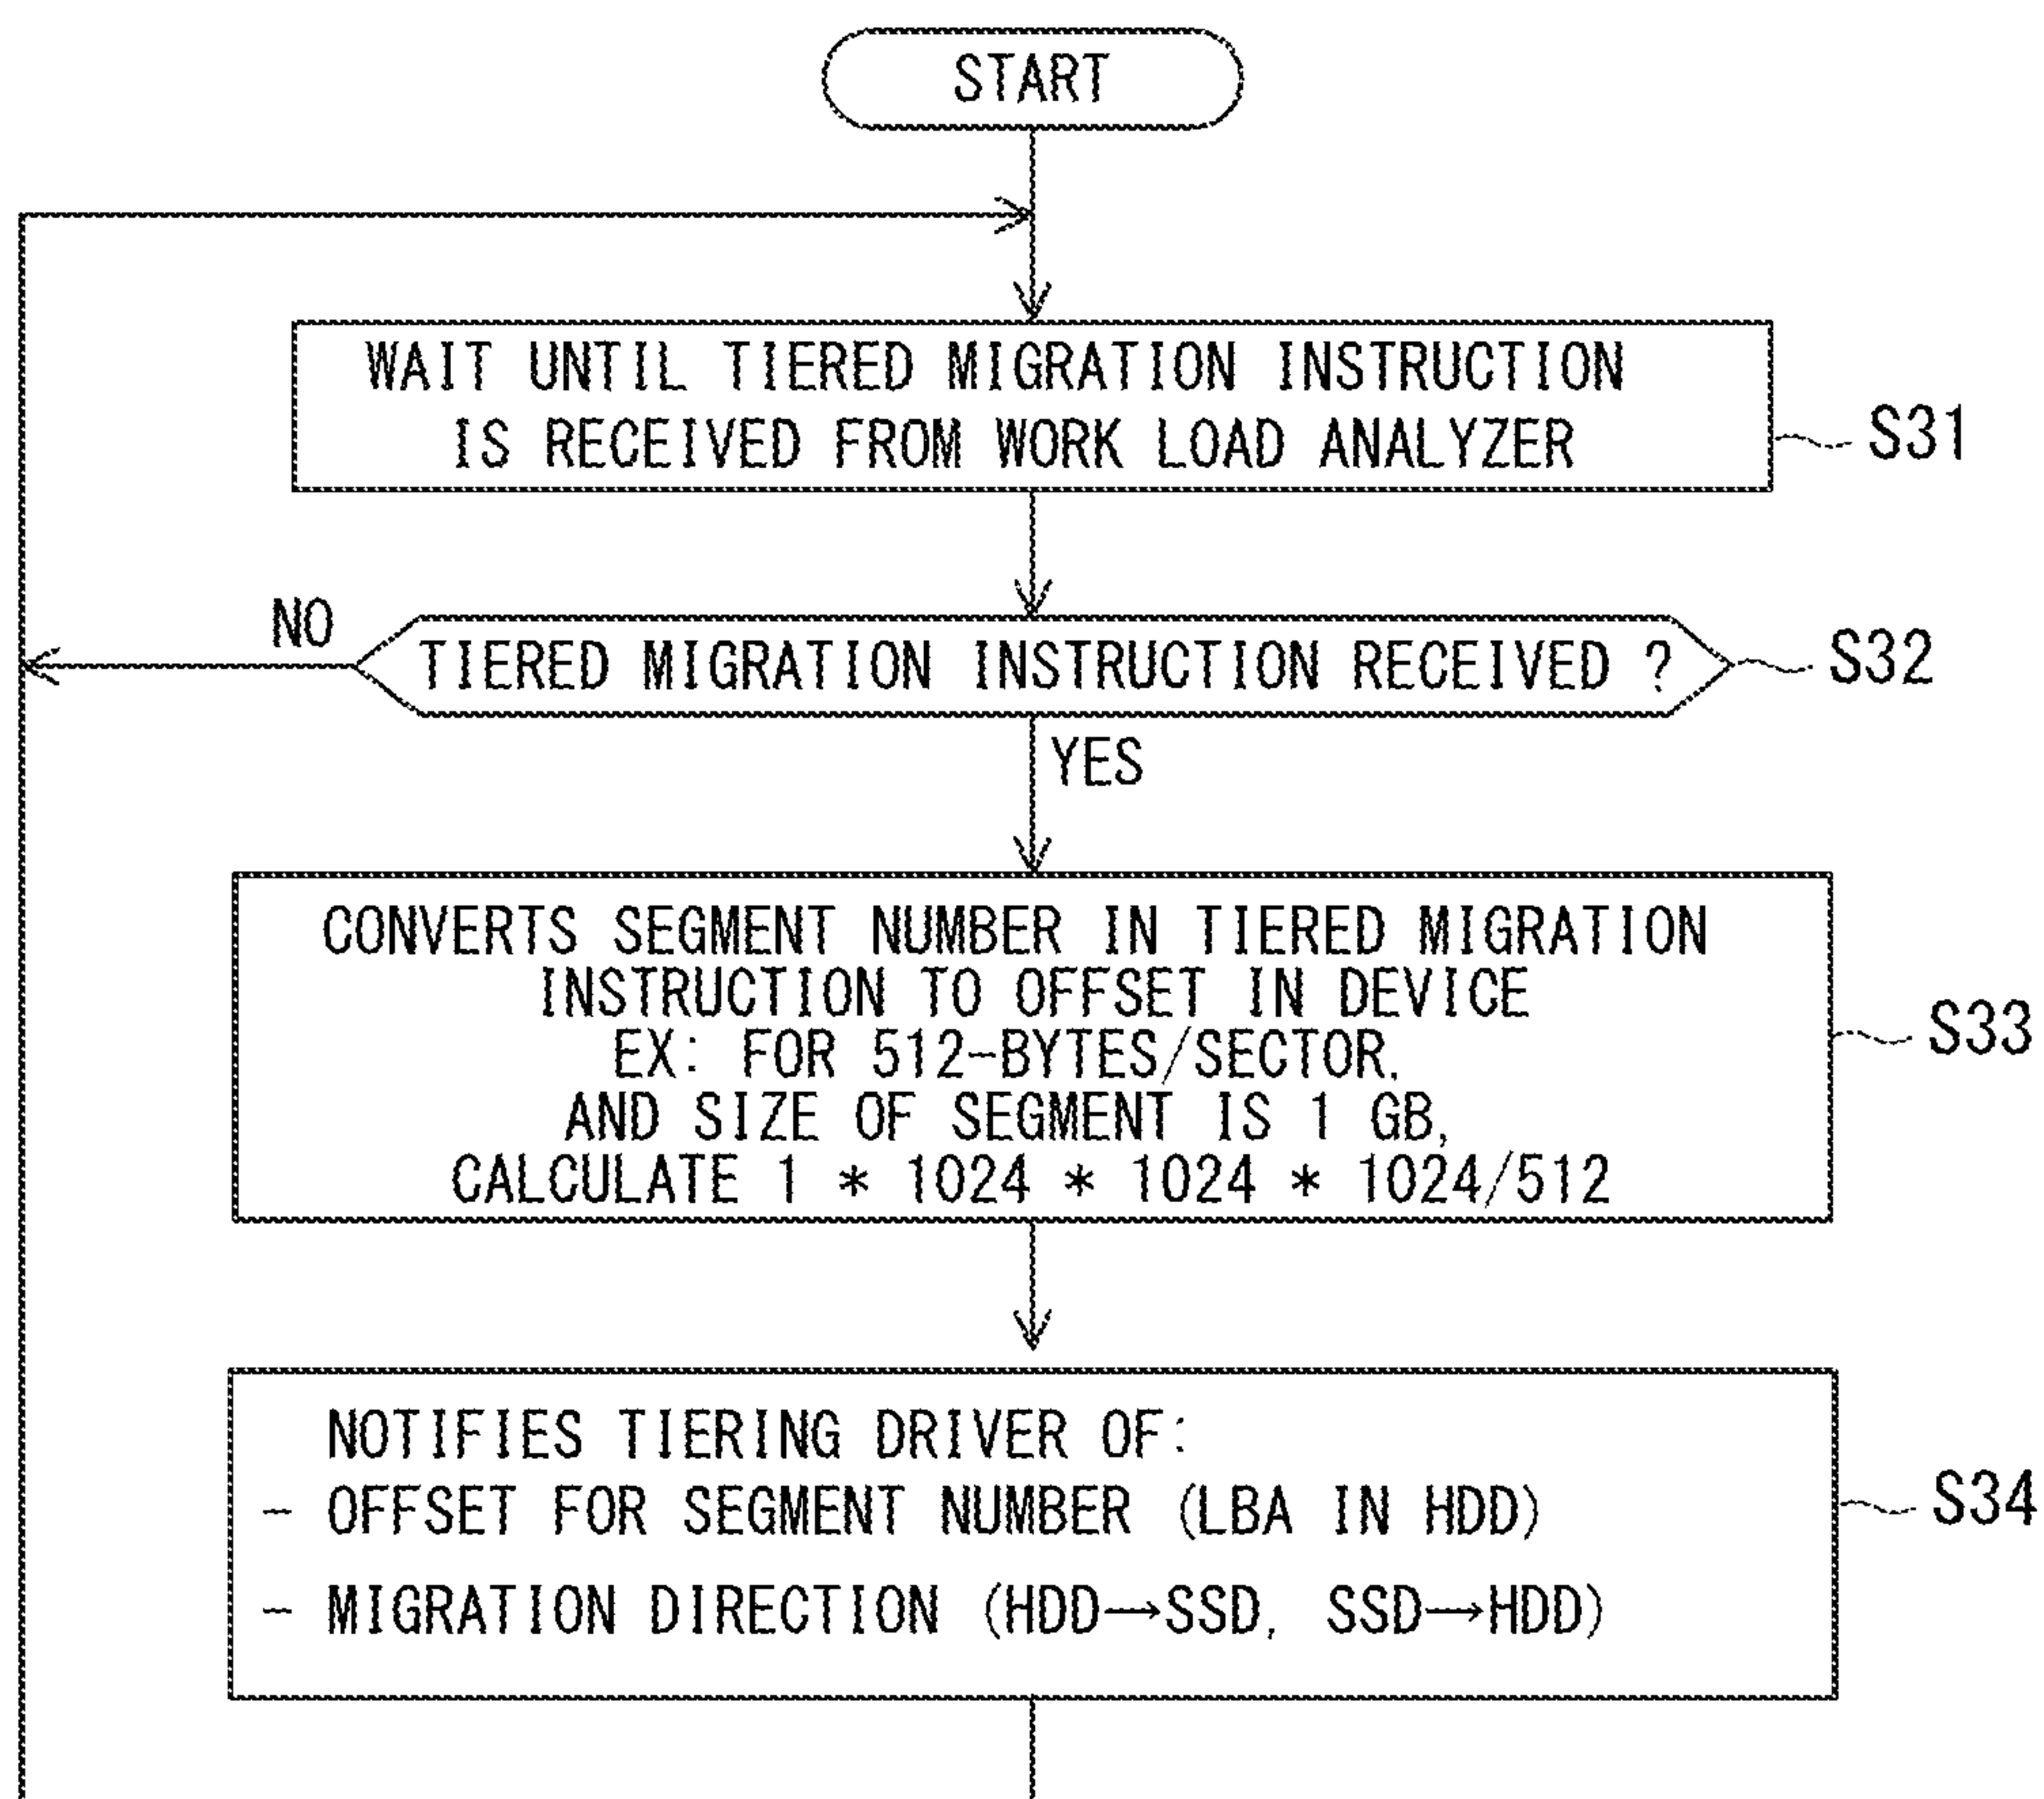 START
WAIT UNTIL TIERED MIGRATION INSTRUCTION
IS RECEIVED FROM WORK LOAD ANALYZER
S31
NO
TIERED MIGRATION INSTRUCTION RECEIVED ?
S32
YES
CONVERTS SEGMENT NUMBER IN TIERED MIGRATION
INSTRUCTION TO OFFSET IN DEVICE
EX: FOR 512-BYTES/SECTOR,
AND SIZE OF SEGMENT IS 1 GB,
CALCULATE 1 * 1024 * 1024 * 1024/512
S33
NOTIFIES TIERING DRIVER OF:
- OFFSET FOR SEGMENT NUMBER (LBA IN HDD)
- MIGRATION DIRECTION (HDD→SSD, SSD→HDD)
S34